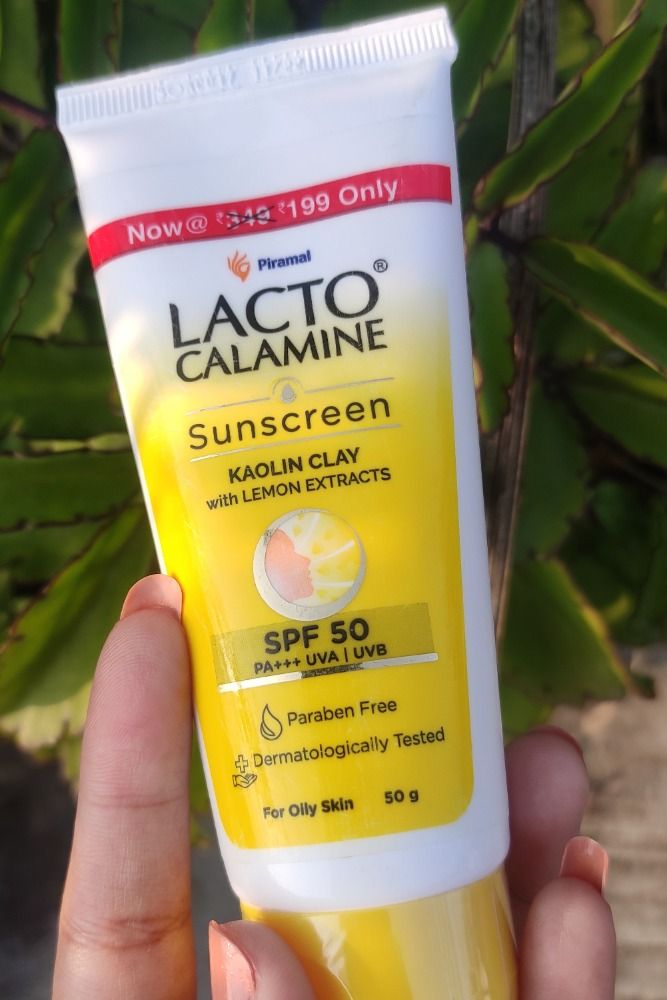 Now @ ₹349 ₹199 Only
Piramal
LACTO®
CALAMINE
Sunscreen
KAOLIN CLAY
with LEMON EXTRACTS
SPF 50
PA+++ UVA | UVB
Paraben Free
Dermatologically Tested
For Oily Skin 50 g